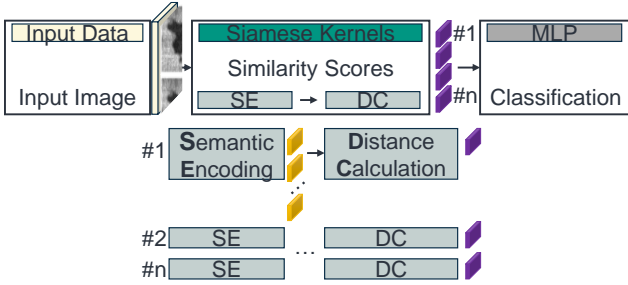 Input Data
Input Image
Siamese Kernels
Similarity Scores
SE DC
#1
#n
MLP
Classification
#1 Semantic Encoding
Distance Calculation
...
#2 SE ... DC
#n SE DC